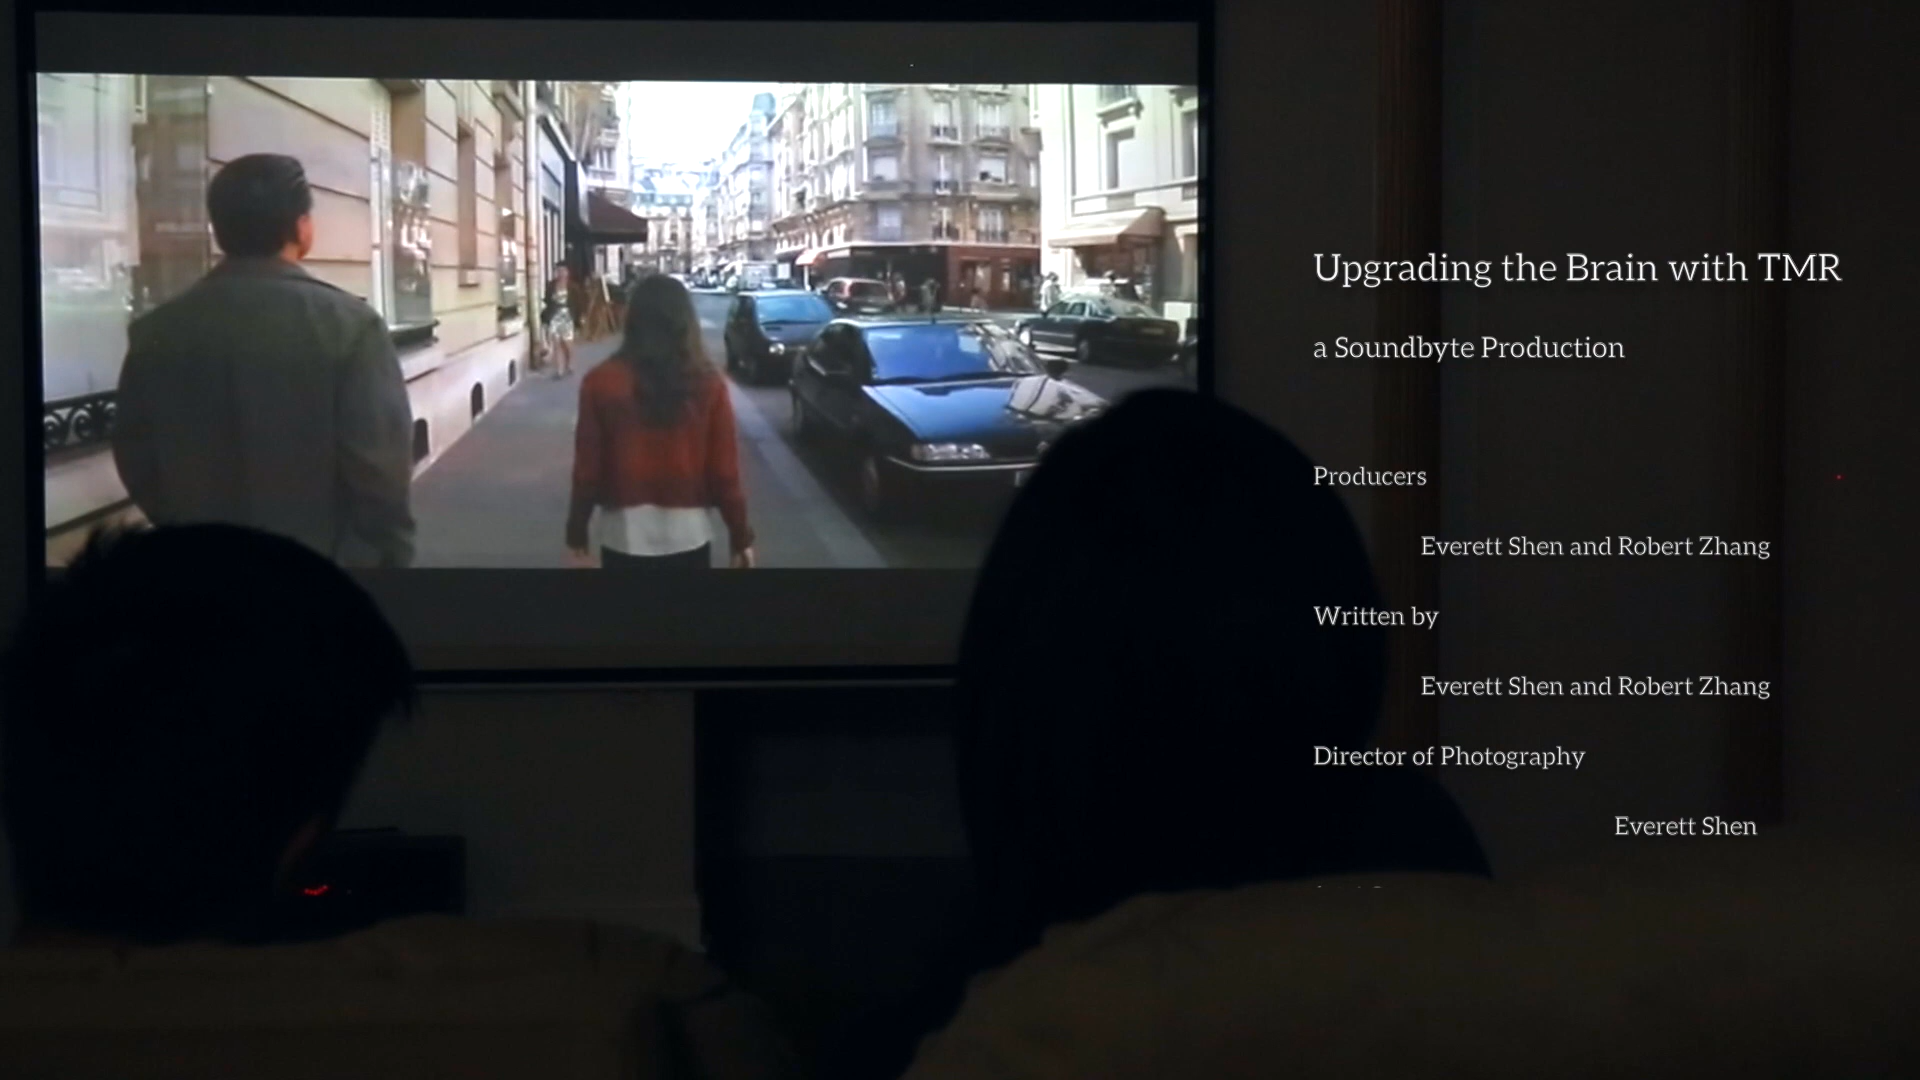 Upgrading the Brain with TMR
a Soundbyte Production
Producers
Everett Shen and Robert Zhang
Written by
Everett Shen and Robert Zhang
Director of Photography
Everett Shen